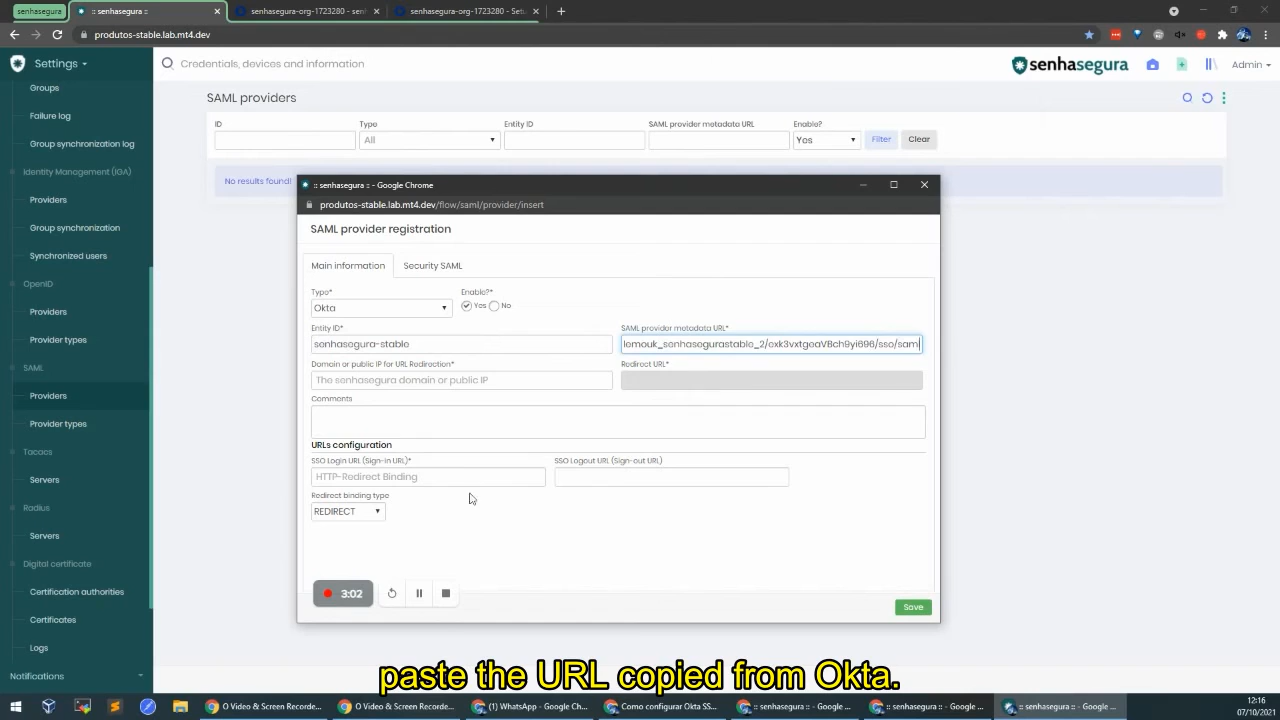 senhasegura
:: senhasegura ::
senhasegura-org-1723280 - sen
senhasegura-org-1723280 - Setu
produtos-stable.lab.mt4.dev
Settings
Credentials, devices and information
senhasegura
Admin
Groups
Failure log
Group synchronization log
Identity Management (IGA)
Providers
Group synchronization
Synchronized users
OpenID
Providers
Provider types
SAML
Providers
Provider types
Tacacs
Servers
Radius
Servers
Digital certificate
Certification authorities
Certificates
Logs
Notifications
SAML providers
ID
Type
Entity ID
SAML provider metadata URL
Enable?
All
Yes
Filter
Clear
No results found!
:: senhasegura :: - Google Chrome
produtos-stable.lab.mt4.dev/flow/saml/provider/insert
SAML provider registration
Main information
Security SAML
Type*
Enable?*
Okta
Yes
No
Entity ID*
SAML provider metadata URL*
senhasegura-stable
lemouk_senhasegurastable_2/exk3vxtgeaV8ch9yi696/sso/sam
Domain or public IP for URL Redirection*
Redirect URL*
The senhasegura domain or public IP
Comments
URLs configuration
SSO Login URL (Sign-in URL)*
SSO Logout URL (Sign-out URL)
HTTP-Redirect Binding
Redirect binding type
REDIRECT
3:02
Save
paste the URL copied from Okta.
O Video & Screen Recorde...
O Video & Screen Recorde...
(1) WhatsApp - Google C...
Como configurar Okta SS...
:: senhasegura :: - Google ...
:: senhasegura :: - Google ...
:: senhasegura :: - Google ...
12:16
07/10/2021